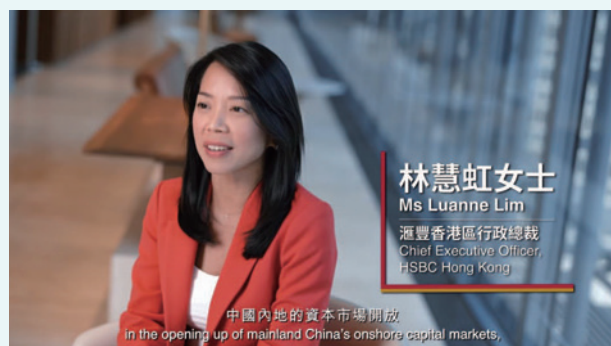 林慧虹女士
Ms Luanne Lim
滙豐香港區行政總裁
Chief Executive Officer,
HSBC Hong Kong
中國內地的資本市場開放
in the opening up of mainland China's onshore capital markets,